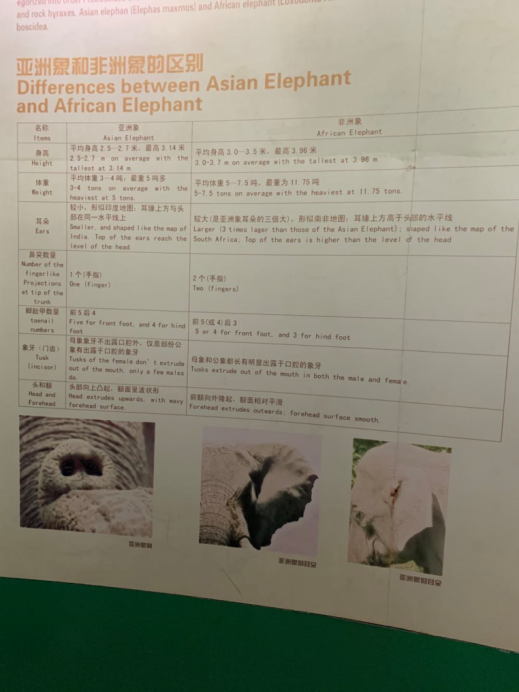 and rock hyraxes. Asian elephant (Elephas maxmus) and African elephant
boscidea.
亚洲象和非洲象的区别
Differences between Asian Elephant
and African Elephant
名称
Items
亚洲象
Asian Elephant
非洲象
African Elephant
身高
Height
平均身高2.5—2.7米，最高3.14米
2.5-2.7 m on average with the
tallest at 3.14 m
平均身高3.0—3.5米，最高3.96米
3.0-3.7 m on average with the tallest at 3.96 m.
体重
Weight
平均体重3—4吨；最重5吨多
3-4 tons on average with the
heaviest at 5 tons.
平均体重5—7.5吨，最重为11.75吨
5-7.5 tons on average with the heaviest at 11.75 tons.
耳朵
Ears
较小，形似印度地图；耳缘上方与头
部在同一水平线上
Smaller, and shaped like the map of
India. Top of the ears reach the
level of the head
较大(是亚洲象耳朵的三倍大)，形似南非地图；耳缘上方高于头部的水平线
Larger (3 times lager than those of the Asian Elephant); shaped like the map of the
South Africa; Top of the ears is higher than the level of the head
鼻突数量
Number of the
fingerlike
Projections
at tip of the
trunk
1个(手指)
One (finger)
2个(手指)
Two (fingers)
脚趾甲数量
toenail
numbers
前5后4
Five for front foot, and 4 for hind
foot
前5(或4)后3
5 or 4 for front foot, and 3 for hind foot
象牙（门齿）
Tusk
(incisor)
母象象牙不出露口腔外，仅是部份公
象有出露于口腔的象牙
Tusks of the female don't extrude
out of the mouth, only a few males
do.
母象和公象都长有明显出露于口腔的象牙
Tusks extrude out of the mouth in both the male and female
头和额
Head and
Forehead
头部向上凸起，额面呈波状形
Head extrudes upwards, with wavy
forehead surface.
前额向外隆起，额面相对平滑
Forehead extrudes outwards; forehead surface smooth.
亚洲象鼻
非洲象耳朵
亚洲象耳朵